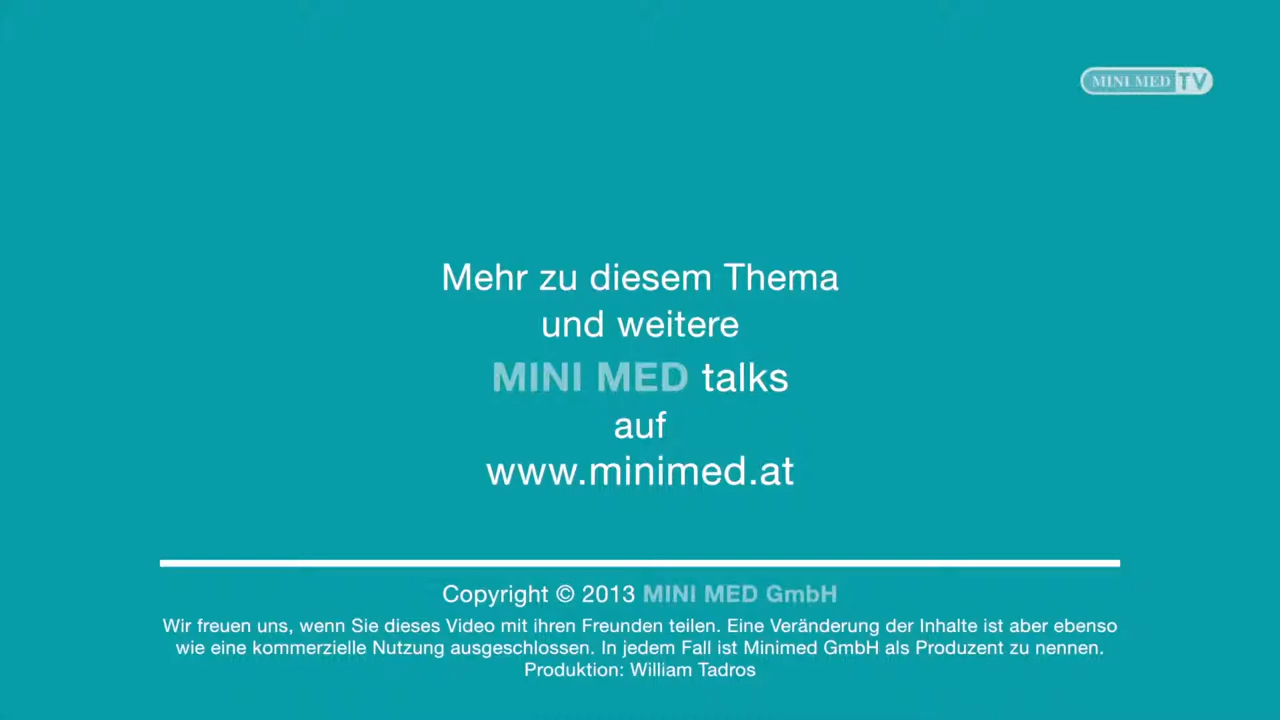 MINI MED TV
Mehr zu diesem Thema
und weitere
MINI MED talks
auf
www.minimed.at
Copyright © 2013 MINI MED GmbH
Wir freuen uns, wenn Sie dieses Video mit ihren Freunden teilen. Eine Veränderung der Inhalte ist aber ebenso
wie eine kommerzielle Nutzung ausgeschlossen. In jedem Fall ist Minimed GmbH als Produzent zu nennen.
Produktion: William Tadros